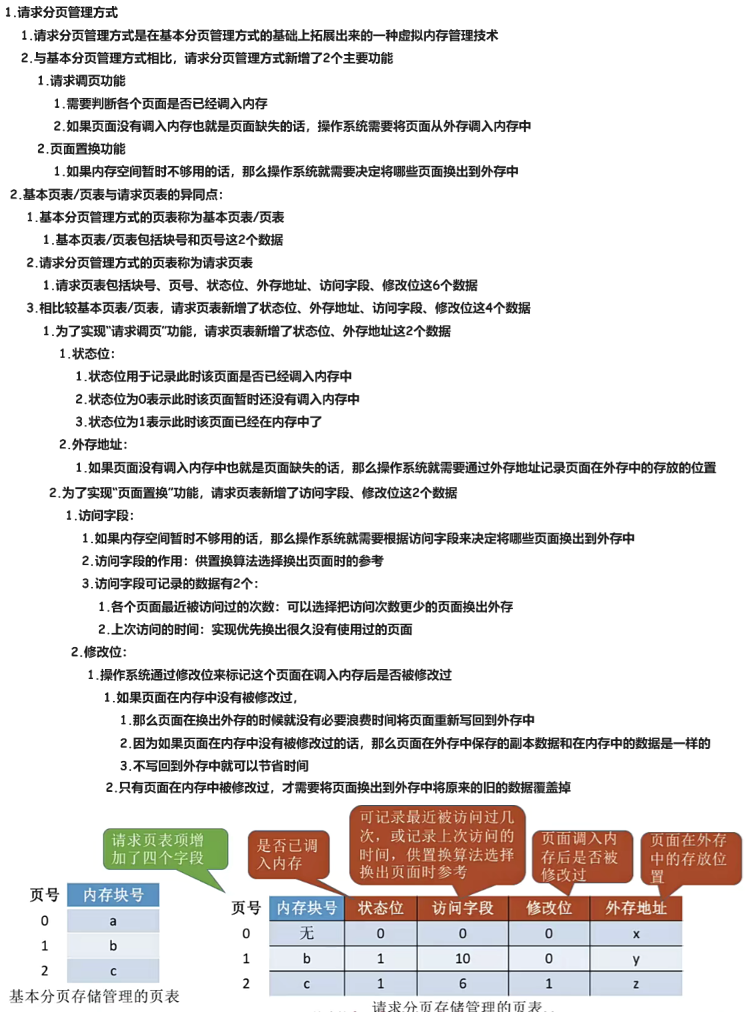 1.请求分页管理方式
1.请求分页管理方式是在基本分页管理方式的基础上拓展出来的一种虚拟内存管理技术
2.与基本分页管理方式相比，请求分页管理方式新增了2个主要功能
1.请求调页功能
1.需要判断各个页面是否已经调入内存
2.如果页面没有调入内存也就是页面缺失的话，操作系统需要将页面从外存调入内存中
2.页面置换功能
1.如果内存空间暂时不够用的话，那么操作系统就需要决定将哪些页面换出到外存中
2.基本页表/页表与请求页表的异同点：
1.基本分页管理方式的页表称为基本页表/页表
1.基本页表/页表包括块号和页号这2个数据
2.请求分页管理方式的页表称为请求页表
1.请求页表包括块号、页号、状态位、外存地址、访问字段、修改位这6个数据
3.相比较基本页表/页表，请求页表新增了状态位、外存地址、访问字段、修改位这4个数据
1.为了实现“请求调页”功能，请求页表新增了状态位、外存地址这2个数据
1.状态位：
1.状态位用于记录此时该页面是否已经调入内存中
2.状态位为0表示此时该页面暂时还没有调入内存中
3.状态位为1表示此时该页面已经在内存中了
2.外存地址：
1.如果页面没有调入内存中也就是页面缺失的话，那么操作系统就需要通过外存地址记录页面在外存中的存放的位置
2.为了实现“页面置换”功能，请求页表新增了访问字段、修改位这2个数据
1.访问字段：
1.如果内存空间暂时不够用的话，那么操作系统就需要根据访问字段来决定将哪些页面换出到外存中
2.访问字段的作用：供置换算法选择换出页面时的参考
3.访问字段可记录的数据有2个：
1.各个页面最近被访问过的次数：可以选择把访问次数更少的页面换出外存
2.上次访问的时间：实现优先换出很久没有使用过的页面
2.修改位：
1.操作系统通过修改位来标记这个页面在调入内存后是否被修改过
1.如果页面在内存中没有被修改过，
1.那么页面在换出外存的时候就没有必要浪费时间将页面重新写回到外存中
2.因为如果页面在内存中没有被修改过的话，那么页面在外存中保存的副本数据和在内存中的数据是一样的
3.不写回到外存中就可以节省时间
2.只有页面在内存中被修改过，才需要将页面换出到外存中将原来的旧的数据覆盖掉
请求页表项增
加了四个字段
是否已调
入内存
可记录最近被访问过几
次，或记录上次访问的
时间，供置换算法选择
换出页面时参考
页面调入内
存后是否被
修改过
页面在外存
中的存放位
置
页号 内存块号
0 a
1 b
2 c
基本分页存储管理的页表
页号 内存块号 状态位 访问字段 修改位 外存地址
0 无 0 0 0 x
1 b 1 10 0 y
2 c 1 6 1 z
请求分页存储管理的页表